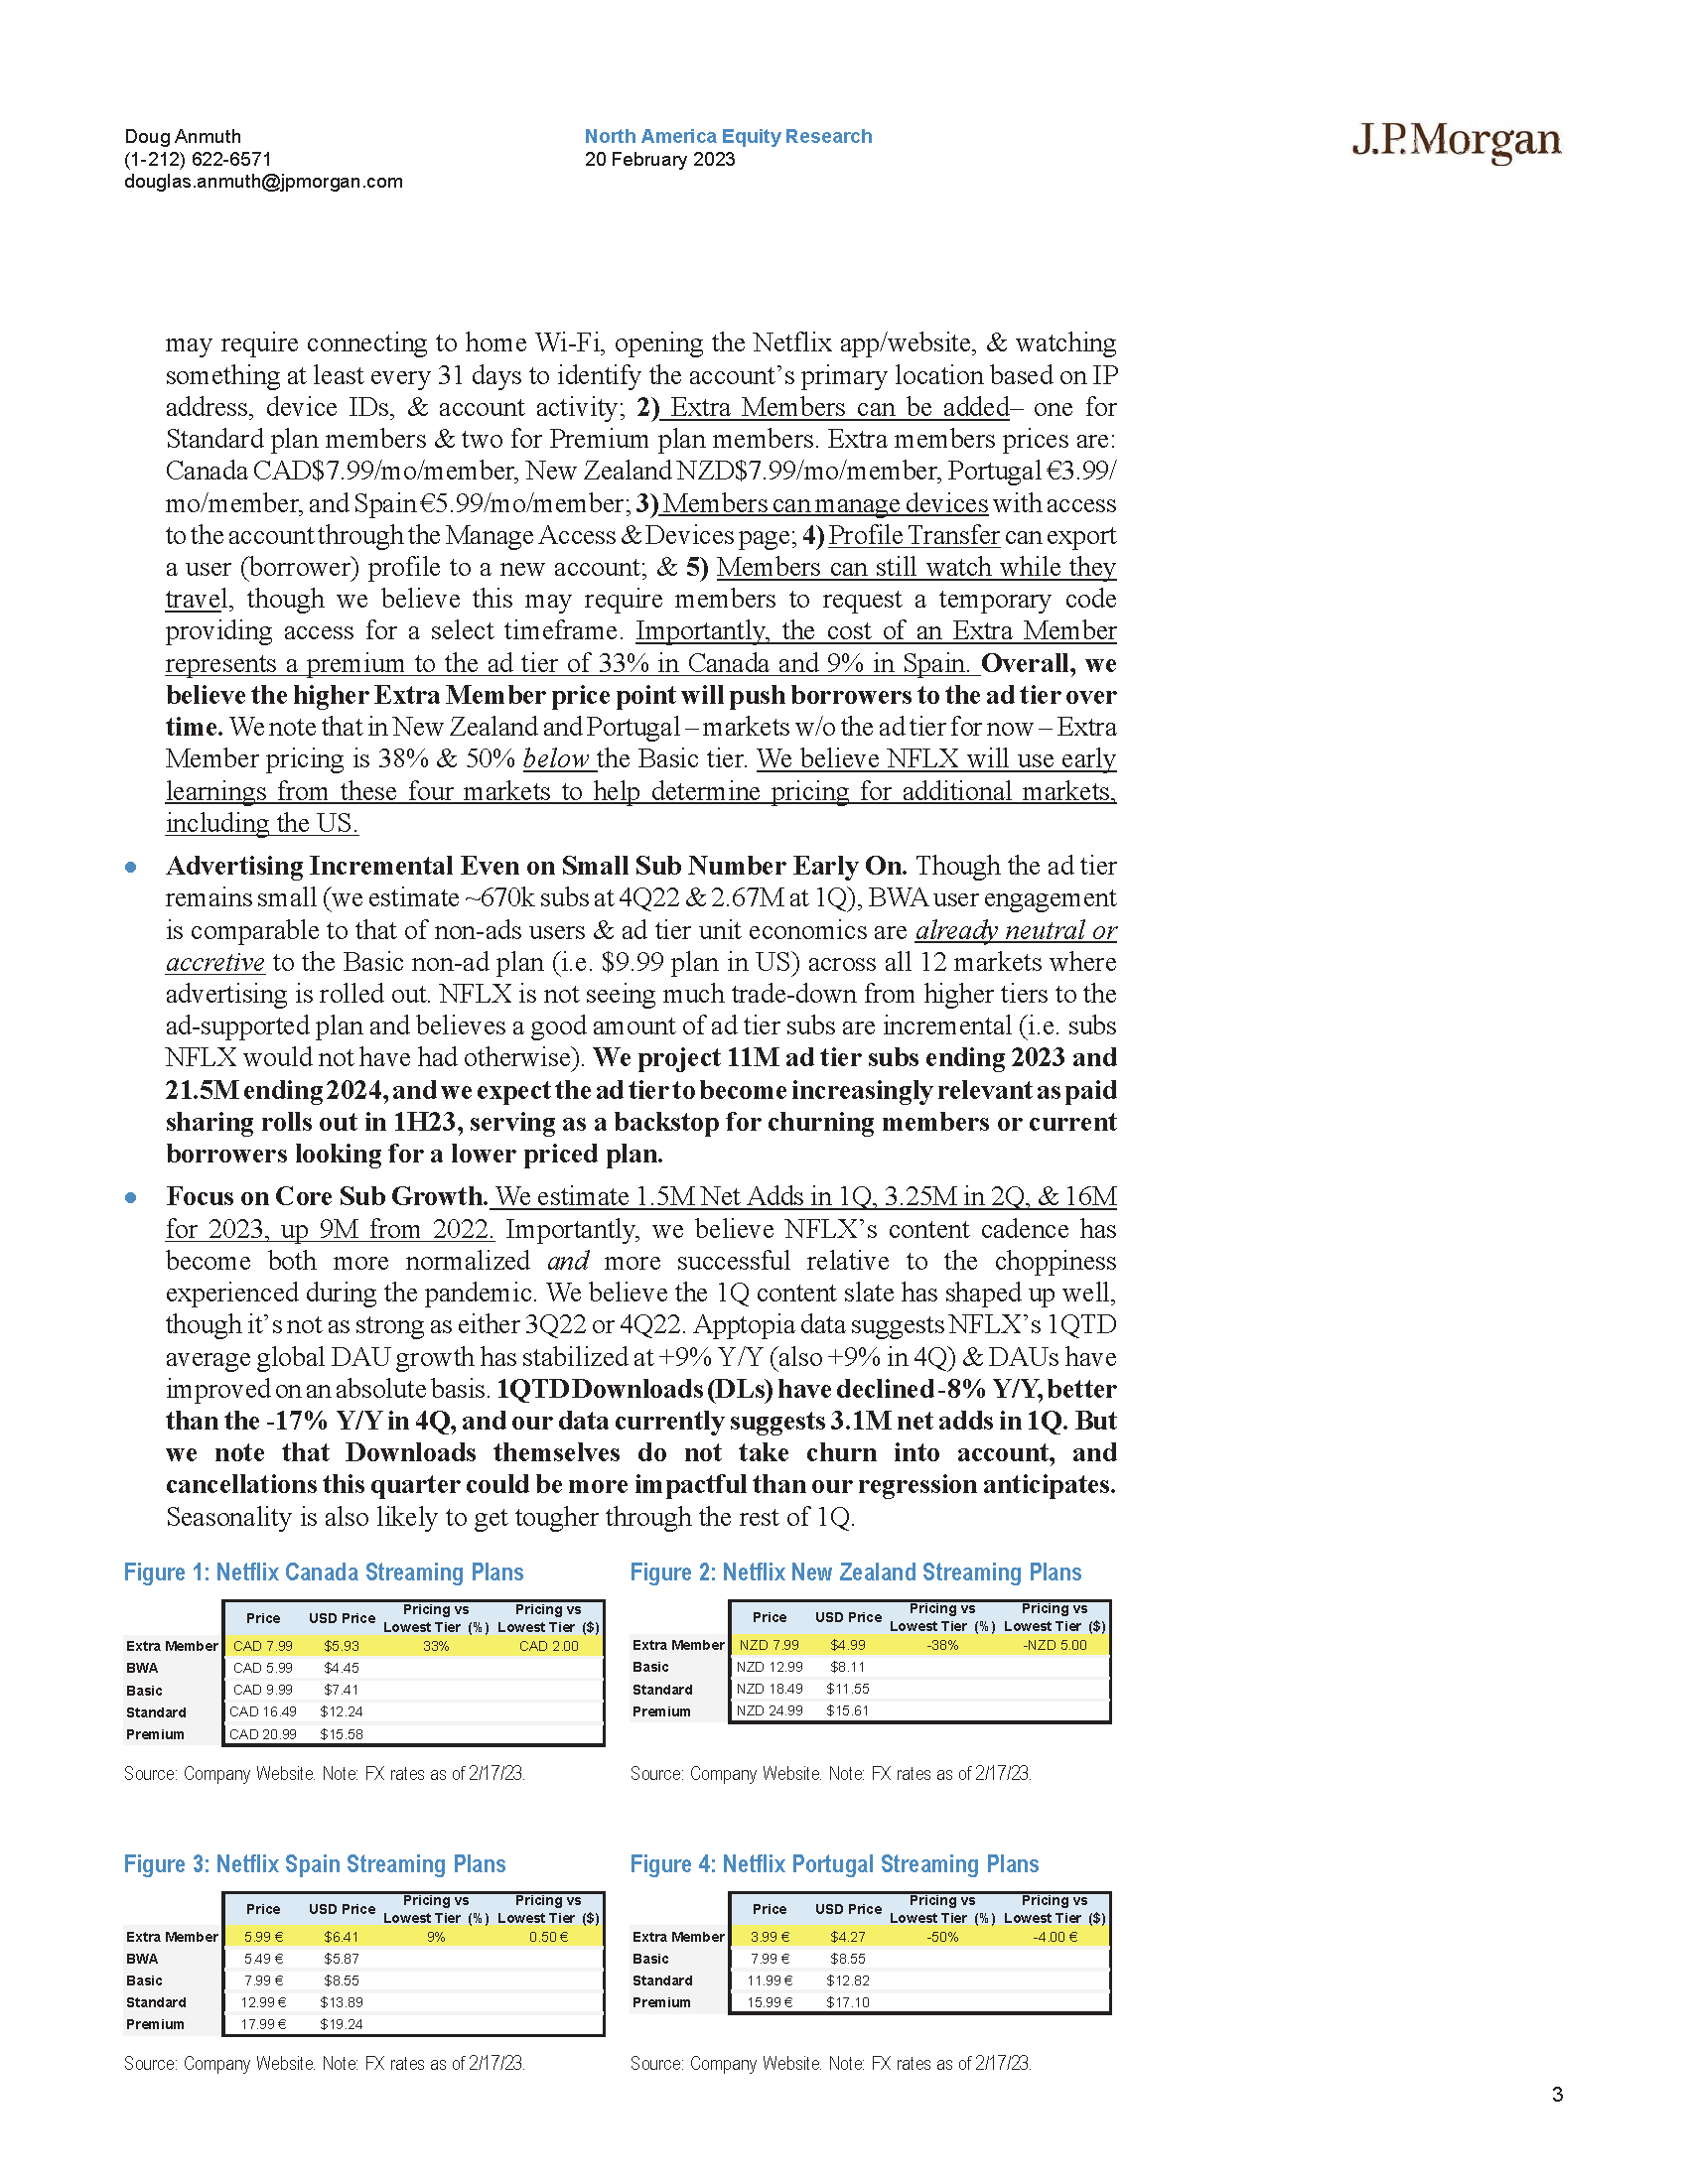 Doug Anmuth
(1-212) 622-6571
douglas.anmuth@jpmorgan.com
North America Equity Research
20 February 2023
J.P.Morgan
may require connecting to home Wi-Fi, opening the Netflix app/website, & watching
something at least every 31 days to identify the account’s primary location based on IP
address, device IDs, & account activity; 2) Extra Members can be added– one for
Standard plan members & two for Premium plan members. Extra members prices are:
Canada CAD$7.99/mo/member, New Zealand NZD$7.99/mo/member, Portugal €3.99/
mo/member, and Spain €5.99/mo/member; 3) Members can manage devices with access
to the account through the Manage Access & Devices page; 4) Profile Transfer can export
a user (borrower) profile to a new account; & 5) Members can still watch while they
travel, though we believe this may require members to request a temporary code
providing access for a select timeframe. Importantly, the cost of an Extra Member
represents a premium to the ad tier of 33% in Canada and 9% in Spain. Overall, we
believe the higher Extra Member price point will push borrowers to the ad tier over
time. We note that in New Zealand and Portugal – markets w/o the ad tier for now – Extra
Member pricing is 38% & 50% below the Basic tier. We believe NFLX will use early
learnings from these four markets to help determine pricing for additional markets,
including the US.
● Advertising Incremental Even on Small Sub Number Early On. Though the ad tier
remains small (we estimate ~670k subs at 4Q22 & 2.67M at 1Q), BWA user engagement
is comparable to that of non-ads users & ad tier unit economics are already neutral or
accretive to the Basic non-ad plan (i.e. $9.99 plan in US) across all 12 markets where
advertising is rolled out. NFLX is not seeing much trade-down from higher tiers to the
ad-supported plan and believes a good amount of ad tier subs are incremental (i.e. subs
NFLX would not have had otherwise). We project 11M ad tier subs ending 2023 and
21.5M ending 2024, and we expect the ad tier to become increasingly relevant as paid
sharing rolls out in 1H23, serving as a backstop for churning members or current
borrowers looking for a lower priced plan.
● Focus on Core Sub Growth. We estimate 1.5M Net Adds in 1Q, 3.25M in 2Q, & 16M
for 2023, up 9M from 2022. Importantly, we believe NFLX’s content cadence has
become both more normalized and more successful relative to the choppiness
experienced during the pandemic. We believe the 1Q content slate has shaped up well,
though it’s not as strong as either 3Q22 or 4Q22. Apptopia data suggests NFLX’s 1QTD
average global DAU growth has stabilized at +9% Y/Y (also +9% in 4Q) & DAUs have
improved on an absolute basis. 1QTD Downloads (DLs) have declined -8% Y/Y, better
than the -17% Y/Y in 4Q, and our data currently suggests 3.1M net adds in 1Q. But
we note that Downloads themselves do not take churn into account, and
cancellations this quarter could be more impactful than our regression anticipates.
Seasonality is also likely to get tougher through the rest of 1Q.
Figure 1: Netflix Canada Streaming Plans
Price USD Price Pricing vs Lowest Tier (%) Pricing vs Lowest Tier ($)
Extra Member CAD 7.99 $5.93 33% CAD 2.00
BWA CAD 5.99 $4.45
Basic CAD 9.99 $7.41
Standard CAD 16.49 $12.24
Premium CAD 20.99 $15.58
Source: Company Website. Note: FX rates as of 2/17/23.
Figure 2: Netflix New Zealand Streaming Plans
Price USD Price Pricing vs Lowest Tier (%) Pricing vs Lowest Tier ($)
Extra Member NZD 7.99 $4.99 -38% -NZD 5.00
Basic NZD 12.99 $8.11
Standard NZD 18.49 $11.55
Premium NZD 24.99 $15.61
Source: Company Website. Note: FX rates as of 2/17/23.
Figure 3: Netflix Spain Streaming Plans
Price USD Price Pricing vs Lowest Tier (%) Pricing vs Lowest Tier ($)
Extra Member 5.99 € $6.41 9% 0.50 €
BWA 5.49 € $5.87
Basic 7.99 € $8.55
Standard 12.99 € $13.89
Premium 17.99 € $19.24
Source: Company Website. Note: FX rates as of 2/17/23.
Figure 4: Netflix Portugal Streaming Plans
Price USD Price Pricing vs Lowest Tier (%) Pricing vs Lowest Tier ($)
Extra Member 3.99 € $4.27 -50% -4.00 €
Basic 7.99 € $8.55
Standard 11.99 € $12.82
Premium 15.99 € $17.10
Source: Company Website. Note: FX rates as of 2/17/23.
3